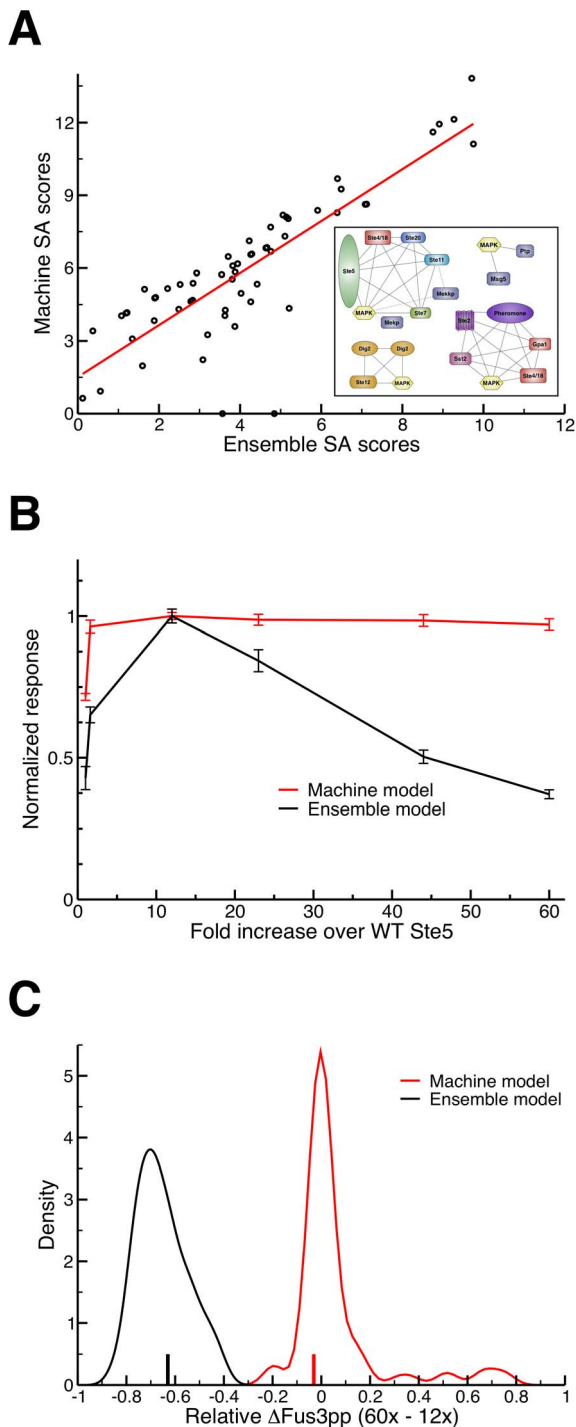 A
Machine SA scores
12
9
6
3
0
0 2 4 6 8 10 12
Ensemble SA scores
Ste4/18 Ste20
Ste11
Ste5
Mekkp
MAPK Ste7
Mekp
Dig2 Dig2
Ste12 MAPK
MAPK Ptp
Msg5
Ste2 Pheromone
Gpa1
Sst2
MAPK Ste4/18
B
Normalized response
1
0.5
0
0 10 20 30 40 50 60
Machine model
Ensemble model
Fold increase over WT Ste5
C
Density
5
4
3
2
1
0
Machine model
Ensemble model
-1 -0.8 -0.6 -0.4 -0.2 0 0.2 0.4 0.6 0.8 1
Relative ΔFus3pp (60x - 12x)